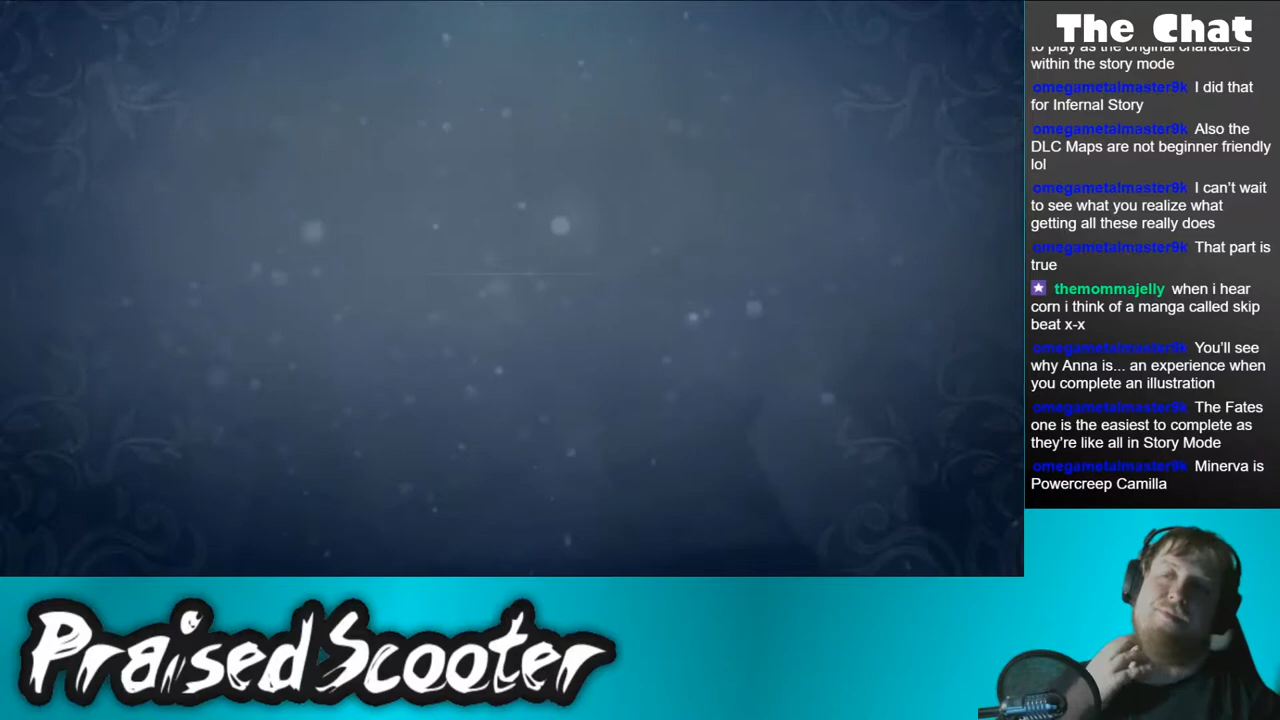 The Chat
to play as the original characters
within the story mode
omegametalmaster9k I did that
for Infernal Story
omegametalmaster9k Also the
DLC Maps are not beginner friendly
lol
omegametalmaster9k I can't wait
to see what you realize what
getting all these really does
omegametalmaster9k That part is
true
themommajelly when i hear
corn i think of a manga called skip
beat x-x
omegametalmaster9k You'll see
why Anna is... an experience when
you complete an illustration
omegametalmaster9k The Fates
one is the easiest to complete as
they're like all in Story Mode
omegametalmaster9k Minerva is
Powercreep Camilla
PraisedScooter